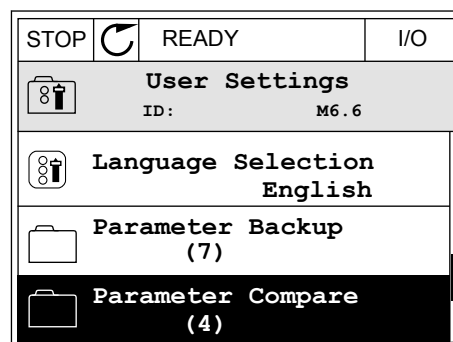 STOP READY I/O
User Settings
ID: M6.6
Language Selection
English
Parameter Backup
(7)
Parameter Compare
(4)